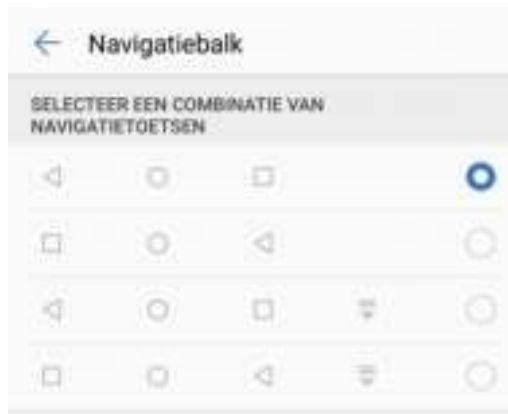 Navigatiebalk
SELECTEER EEN COMBINATIE VAN
NAVIGATIETOETSEN